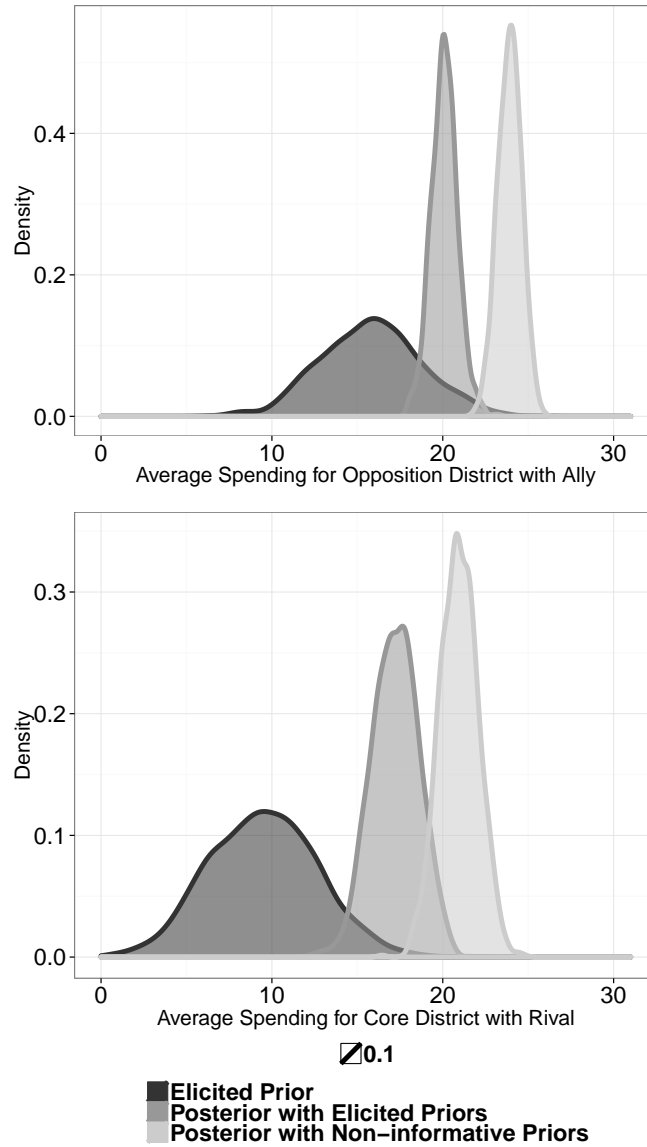 0.4
0.2
0.0
Density
0 10 20 30
Average Spending for Opposition District with Ally
0.3
0.2
0.1
0.0
Density
0 10 20 30
Average Spending for Core District with Rival
0.1
Elicited Prior
Posterior with Elicited Priors
Posterior with Non−informative Priors